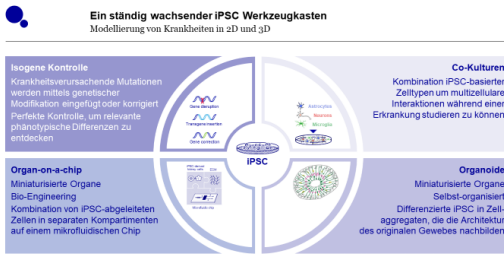 Ein ständig wachsender iPSC Werkzeugkasten
Modellierung von Krankheiten in 2D und 3D
Isogene Kontrolle
Krankheitsverursachende Mutationen
werden mittels genetischer
Modifikation eingefügt oder korrigiert
Perfekte Kontrolle, um relevante
phänotypische Differenzen zu
entdecken
Gene disruption
Transgene insertion
Gene correction
Co-Kulturen
Kombination iPSC-basierter
Zelltypen um multizellulare
Interaktionen während einer
Erkrankung studieren zu können
Astrocytes
Neurons
Microglia
iPSC
Organ-on-a-chip
Miniaturisierte Organe
Bio-Engineering
Kombination von iPSC-abgeleiteten
Zellen in separaten Kompartimenten
auf einem mikrofluidischen Chip
Organoide
Miniaturisierte Organe
Selbst-organisiert
Differenzierte iPSC in Zell-
aggregaten, die die Architektur
des originalen Gewebes nachbilden